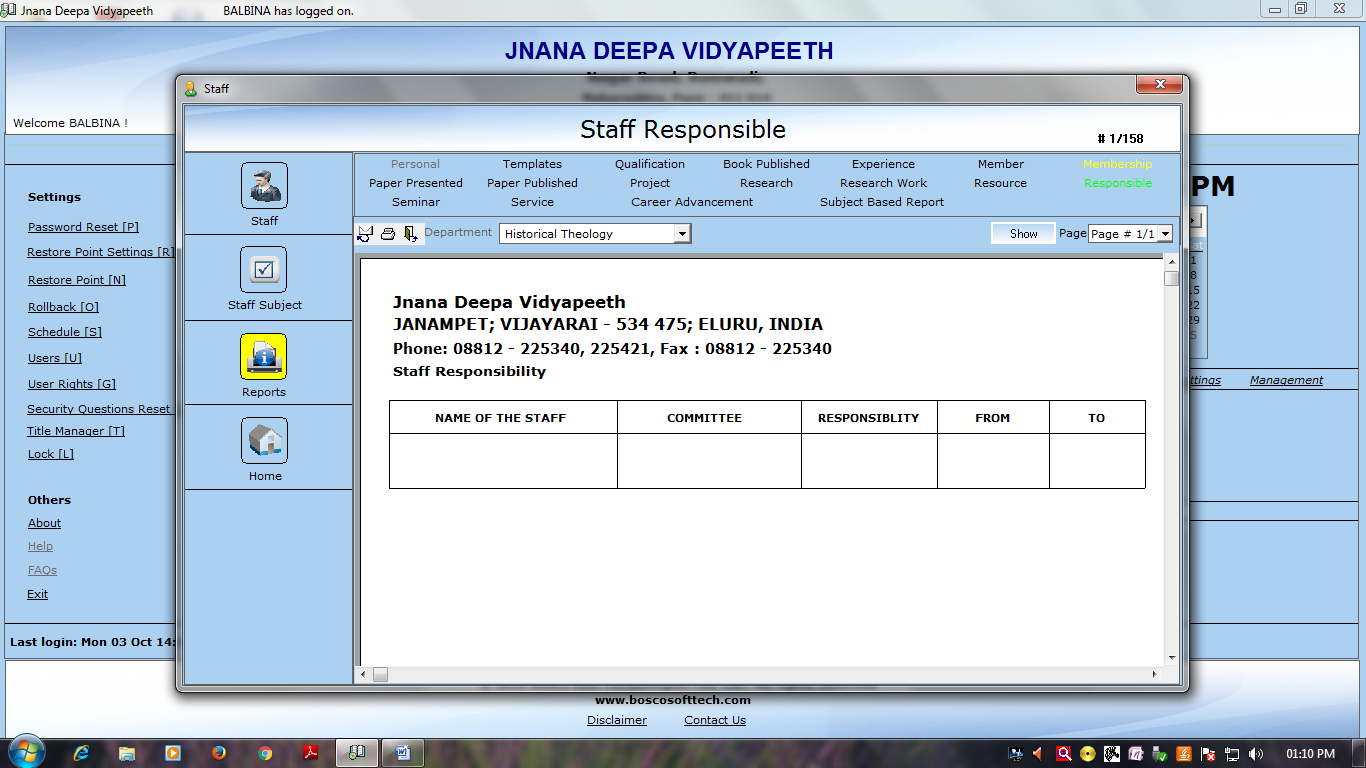 Jnana Deepa Vidyapeeth BALBINA has logged on.
JNANA DEEPA VIDYAPEETH
Welcome BALBINA !
Staff
Staff Responsible
# 1/158
Personal Templates Qualification Book Published Experience Member Membership
Paper Presented Paper Published Project Research Research Work Resource Responsible
Seminar Service Career Advancement Subject Based Report
Department Historical Theology Show Page Page # 1/1
Staff
Staff Subject
Reports
Home
Jnana Deepa Vidyapeeth
JANAMPET; VIJAYARAI - 534 475; ELURU, INDIA
Phone: 08812 - 225340, 225421, Fax : 08812 - 225340
Staff Responsibility
NAME OF THE STAFF COMMITTEE RESPONSIBLITY FROM TO
Settings
Password Reset [P]
Restore Point Settings [R]
Restore Point [N]
Rollback [O]
Schedule [S]
Users [U]
User Rights [G]
Security Questions Reset
Title Manager [T]
Lock [L]
Others
About
Help
FAQs
Exit
Last login: Mon 03 Oct 14:
PM
1
8
15
22
29
5
ttings Management
www.boscosofttech.com
Disclaimer Contact Us
01:10 PM